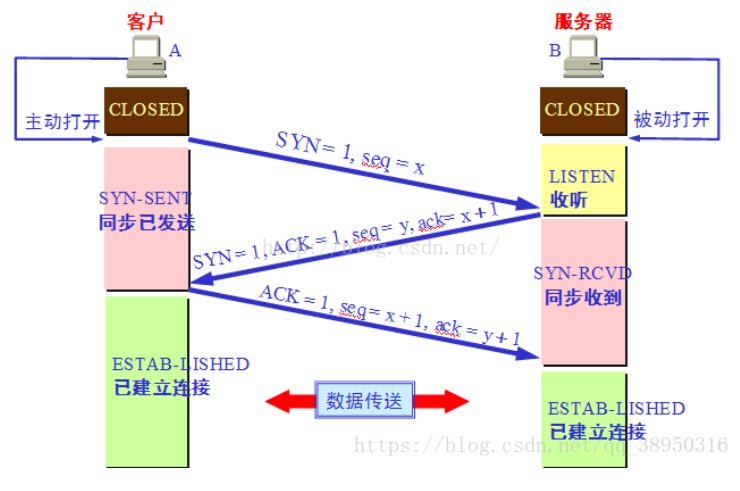 客户
服务器
A
B
CLOSED
CLOSED
主动打开
被动打开
SYN = 1, seq = x
LISTEN
收听
SYN-SENT
同步已发送
SYN = 1, ACK = 1, seq = y, ack= x + 1
http://blog.csdn.net/
SYN-RCVD
同步收到
ACK = 1, seq = x + 1, ack = y + 1
ESTAB-LISHED
已建立连接
数据传送
ESTAB-LISHED
已建立连接
https://blog.csdn.net/qq_38950316